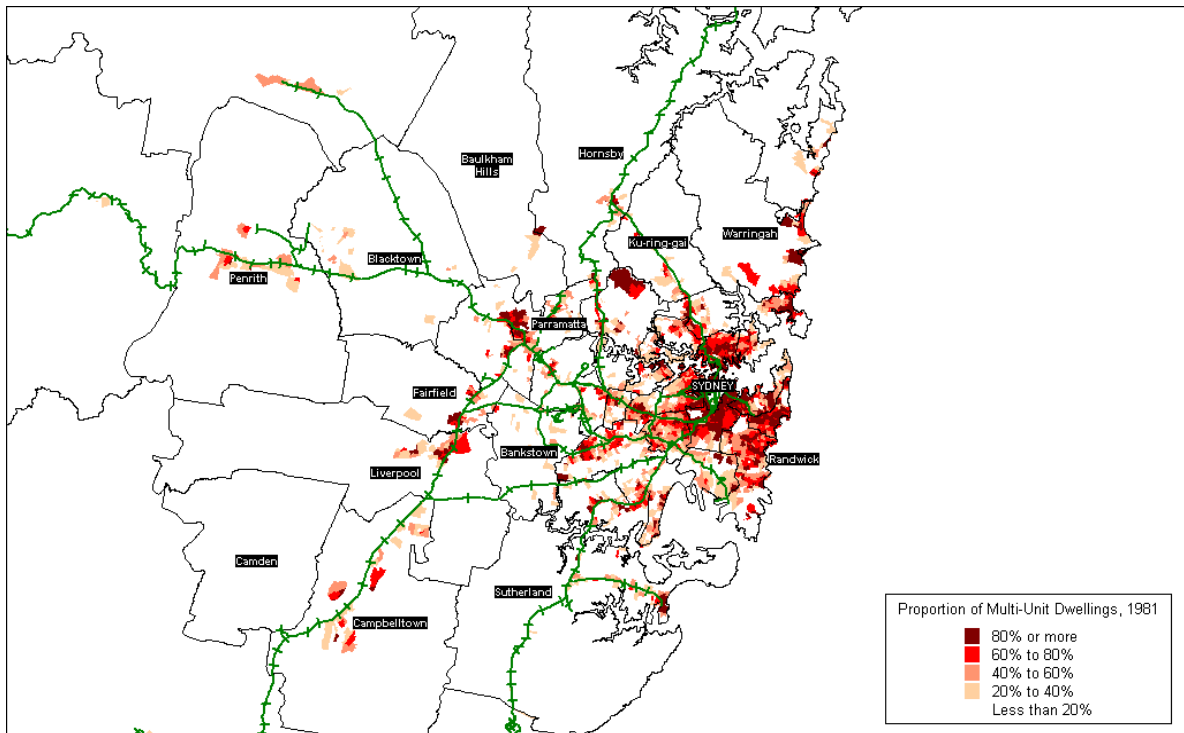 Hornsby
Baulkham
Hills
Warringah
Ku-ring-gai
Blacktown
Penrith
Parramatta
SYDNEY
Fairfield
Bankstown
Randwick
Liverpool
Camden
Sutherland
Campbelltown
Proportion of Multi-Unit Dwellings, 1981
80% or more
60% to 80%
40% to 60%
20% to 40%
Less than 20%